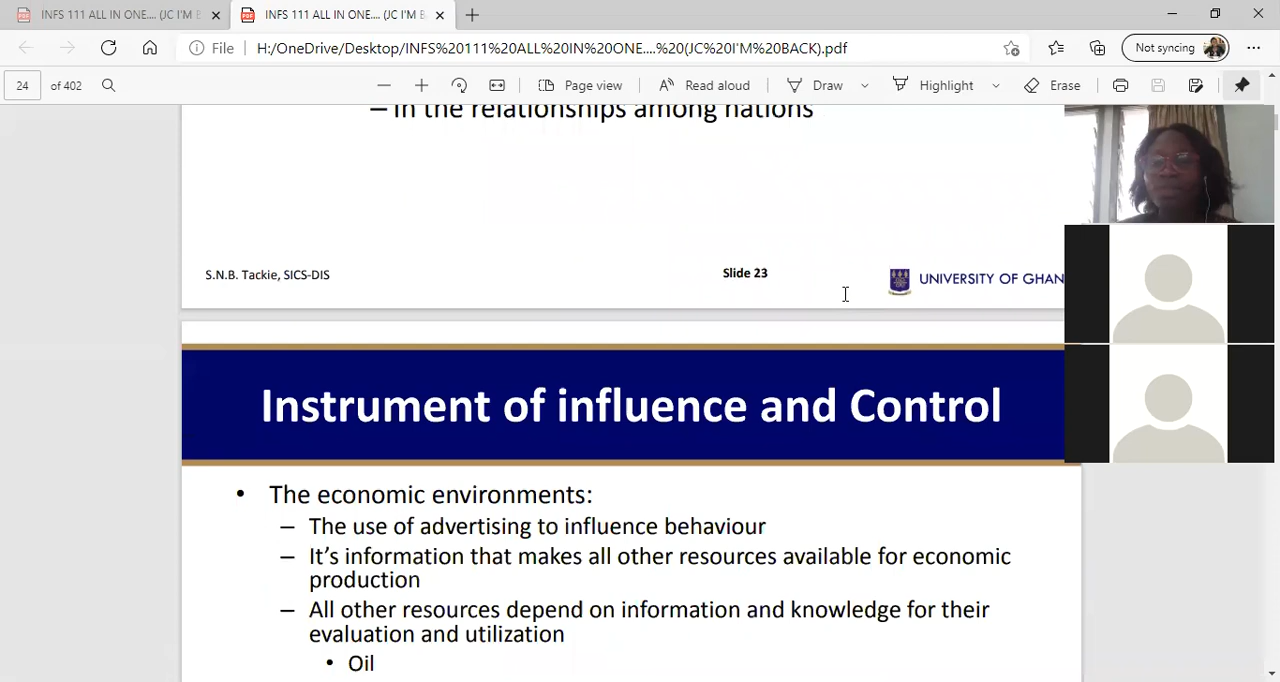 INFS 111 ALL IN ONE.... (JC I'M B
INFS 111 ALL IN ONE.... (JC I'M B
File
H:/OneDrive/Desktop/INFS%20111%20ALL%20IN%20ONE....%20(JC%20I'M%20BACK).pdf
Not syncing
24 of 402
Page view
Read aloud
Draw
Highlight
Erase
– In the relationships among nations
S.N.B. Tackie, SICS-DIS
Slide 23
UNIVERSITY OF GHAN
Instrument of influence and Control
• The economic environments:
– The use of advertising to influence behaviour
– It's information that makes all other resources available for economic
production
– All other resources depend on information and knowledge for their
evaluation and utilization
• Oil